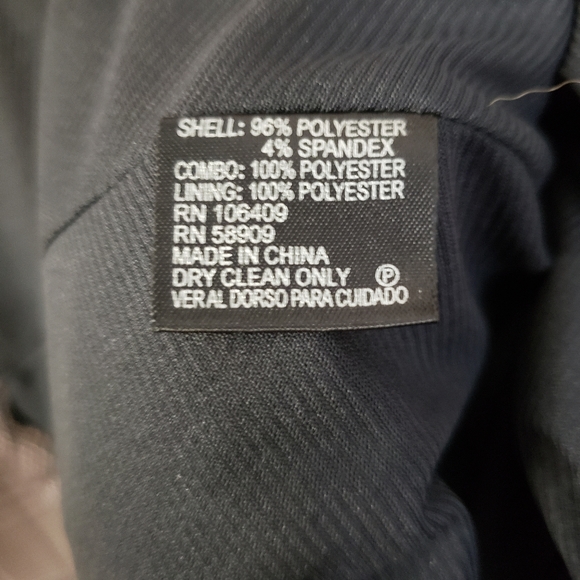 SHELL: 96% POLYESTER
4% SPANDEX
COMBO: 100% POLYESTER
LINING: 100% POLYESTER
RN 106409
RN 58909
MADE IN CHINA
DRY CLEAN ONLY Ⓟ
VER AL DORSO PARA CUIDADO